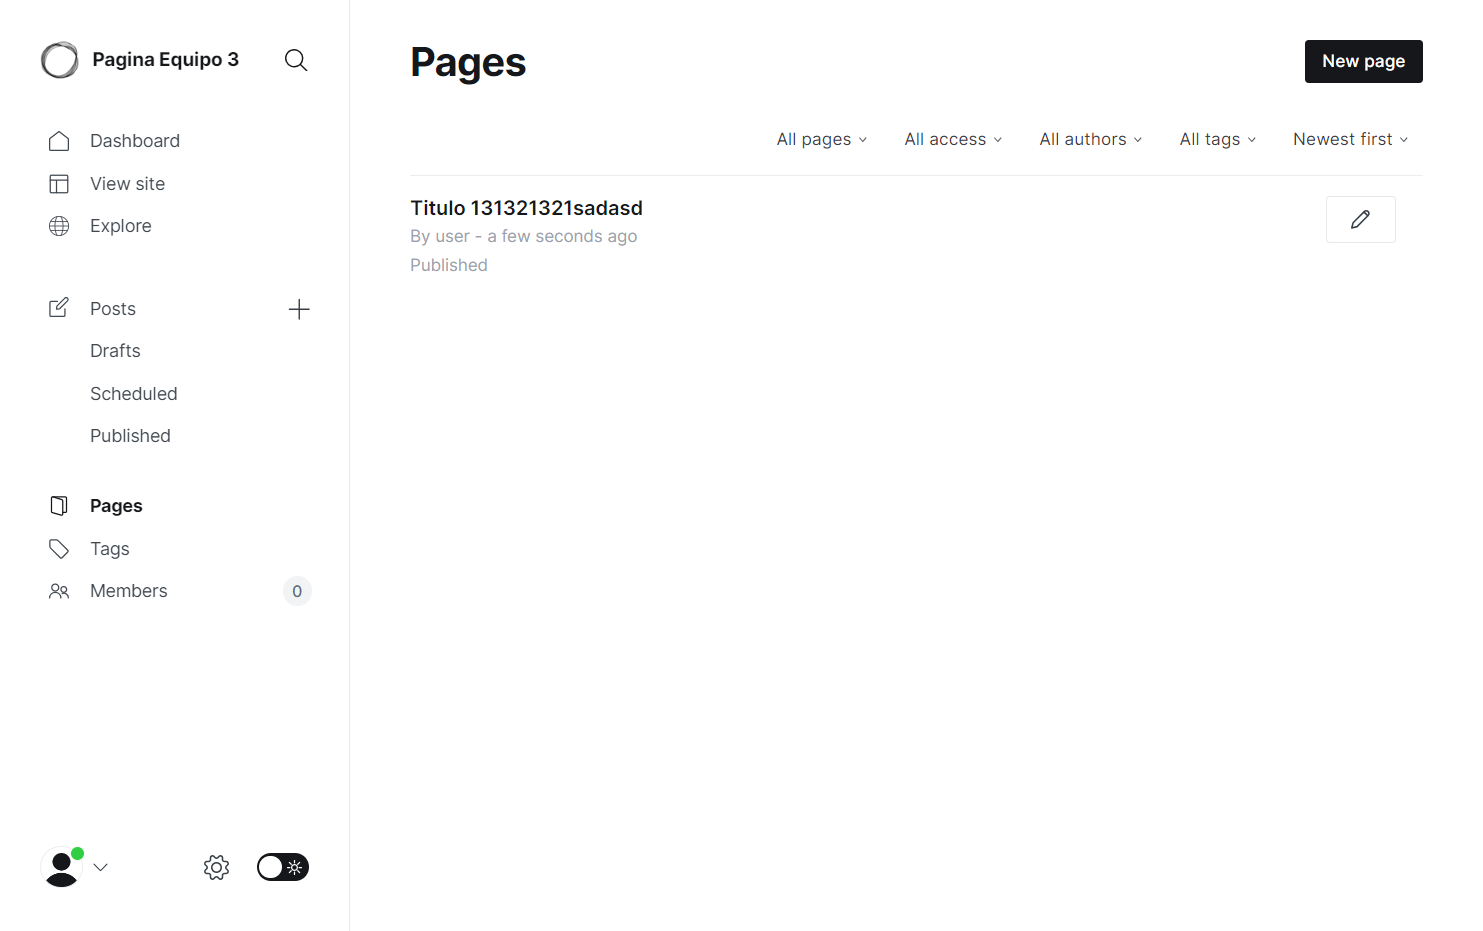 Pagina Equipo 3
Dashboard
View site
Explore
Posts
Drafts
Scheduled
Published
Pages
Tags
Members 0
Pages
New page
All pages All access All authors All tags Newest first
Titulo 131321321sadasd
By user - a few seconds ago
Published